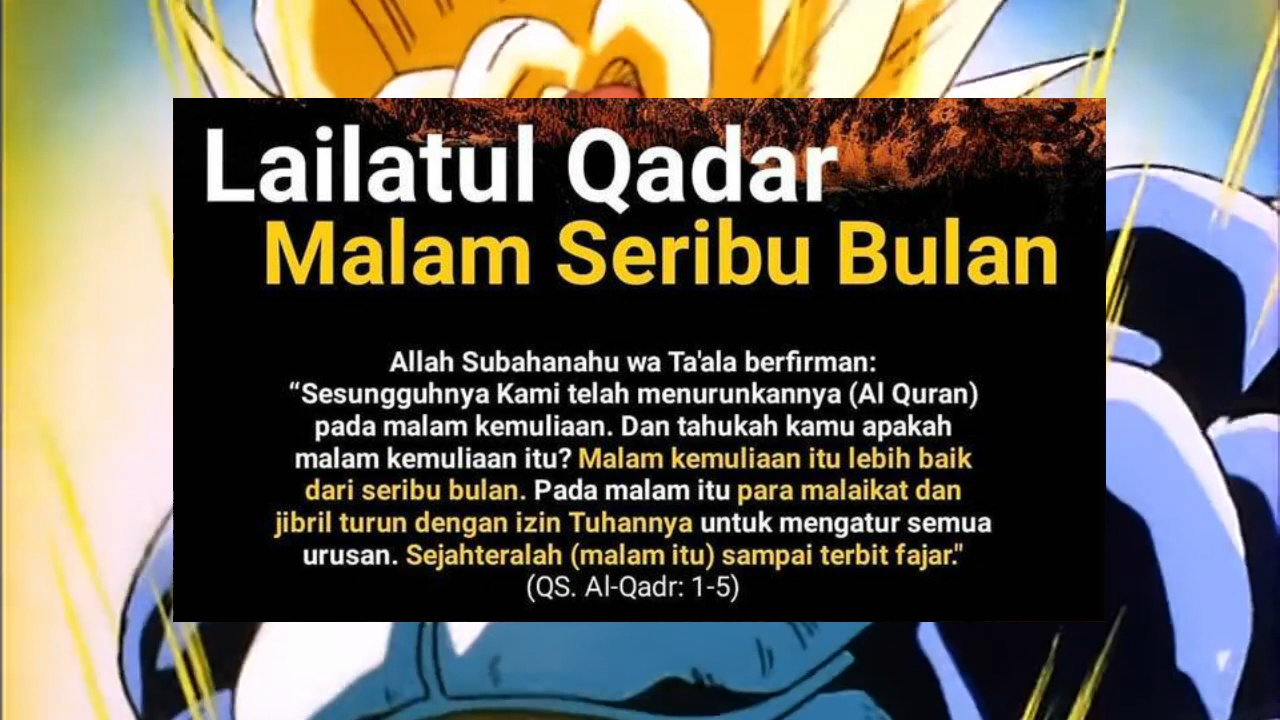 Lailatul Qadar
Malam Seribu Bulan
Allah Subahanahu wa Ta'ala berfirman:
“Sesungguhnya Kami telah menurunkannya (Al Quran)
pada malam kemuliaan. Dan tahukah kamu apakah
malam kemuliaan itu? Malam kemuliaan itu lebih baik
dari seribu bulan. Pada malam itu para malaikat dan
jibril turun dengan izin Tuhannya untuk mengatur semua
urusan. Sejahteralah (malam itu) sampai terbit fajar."
(QS. Al-Qadr: 1-5)